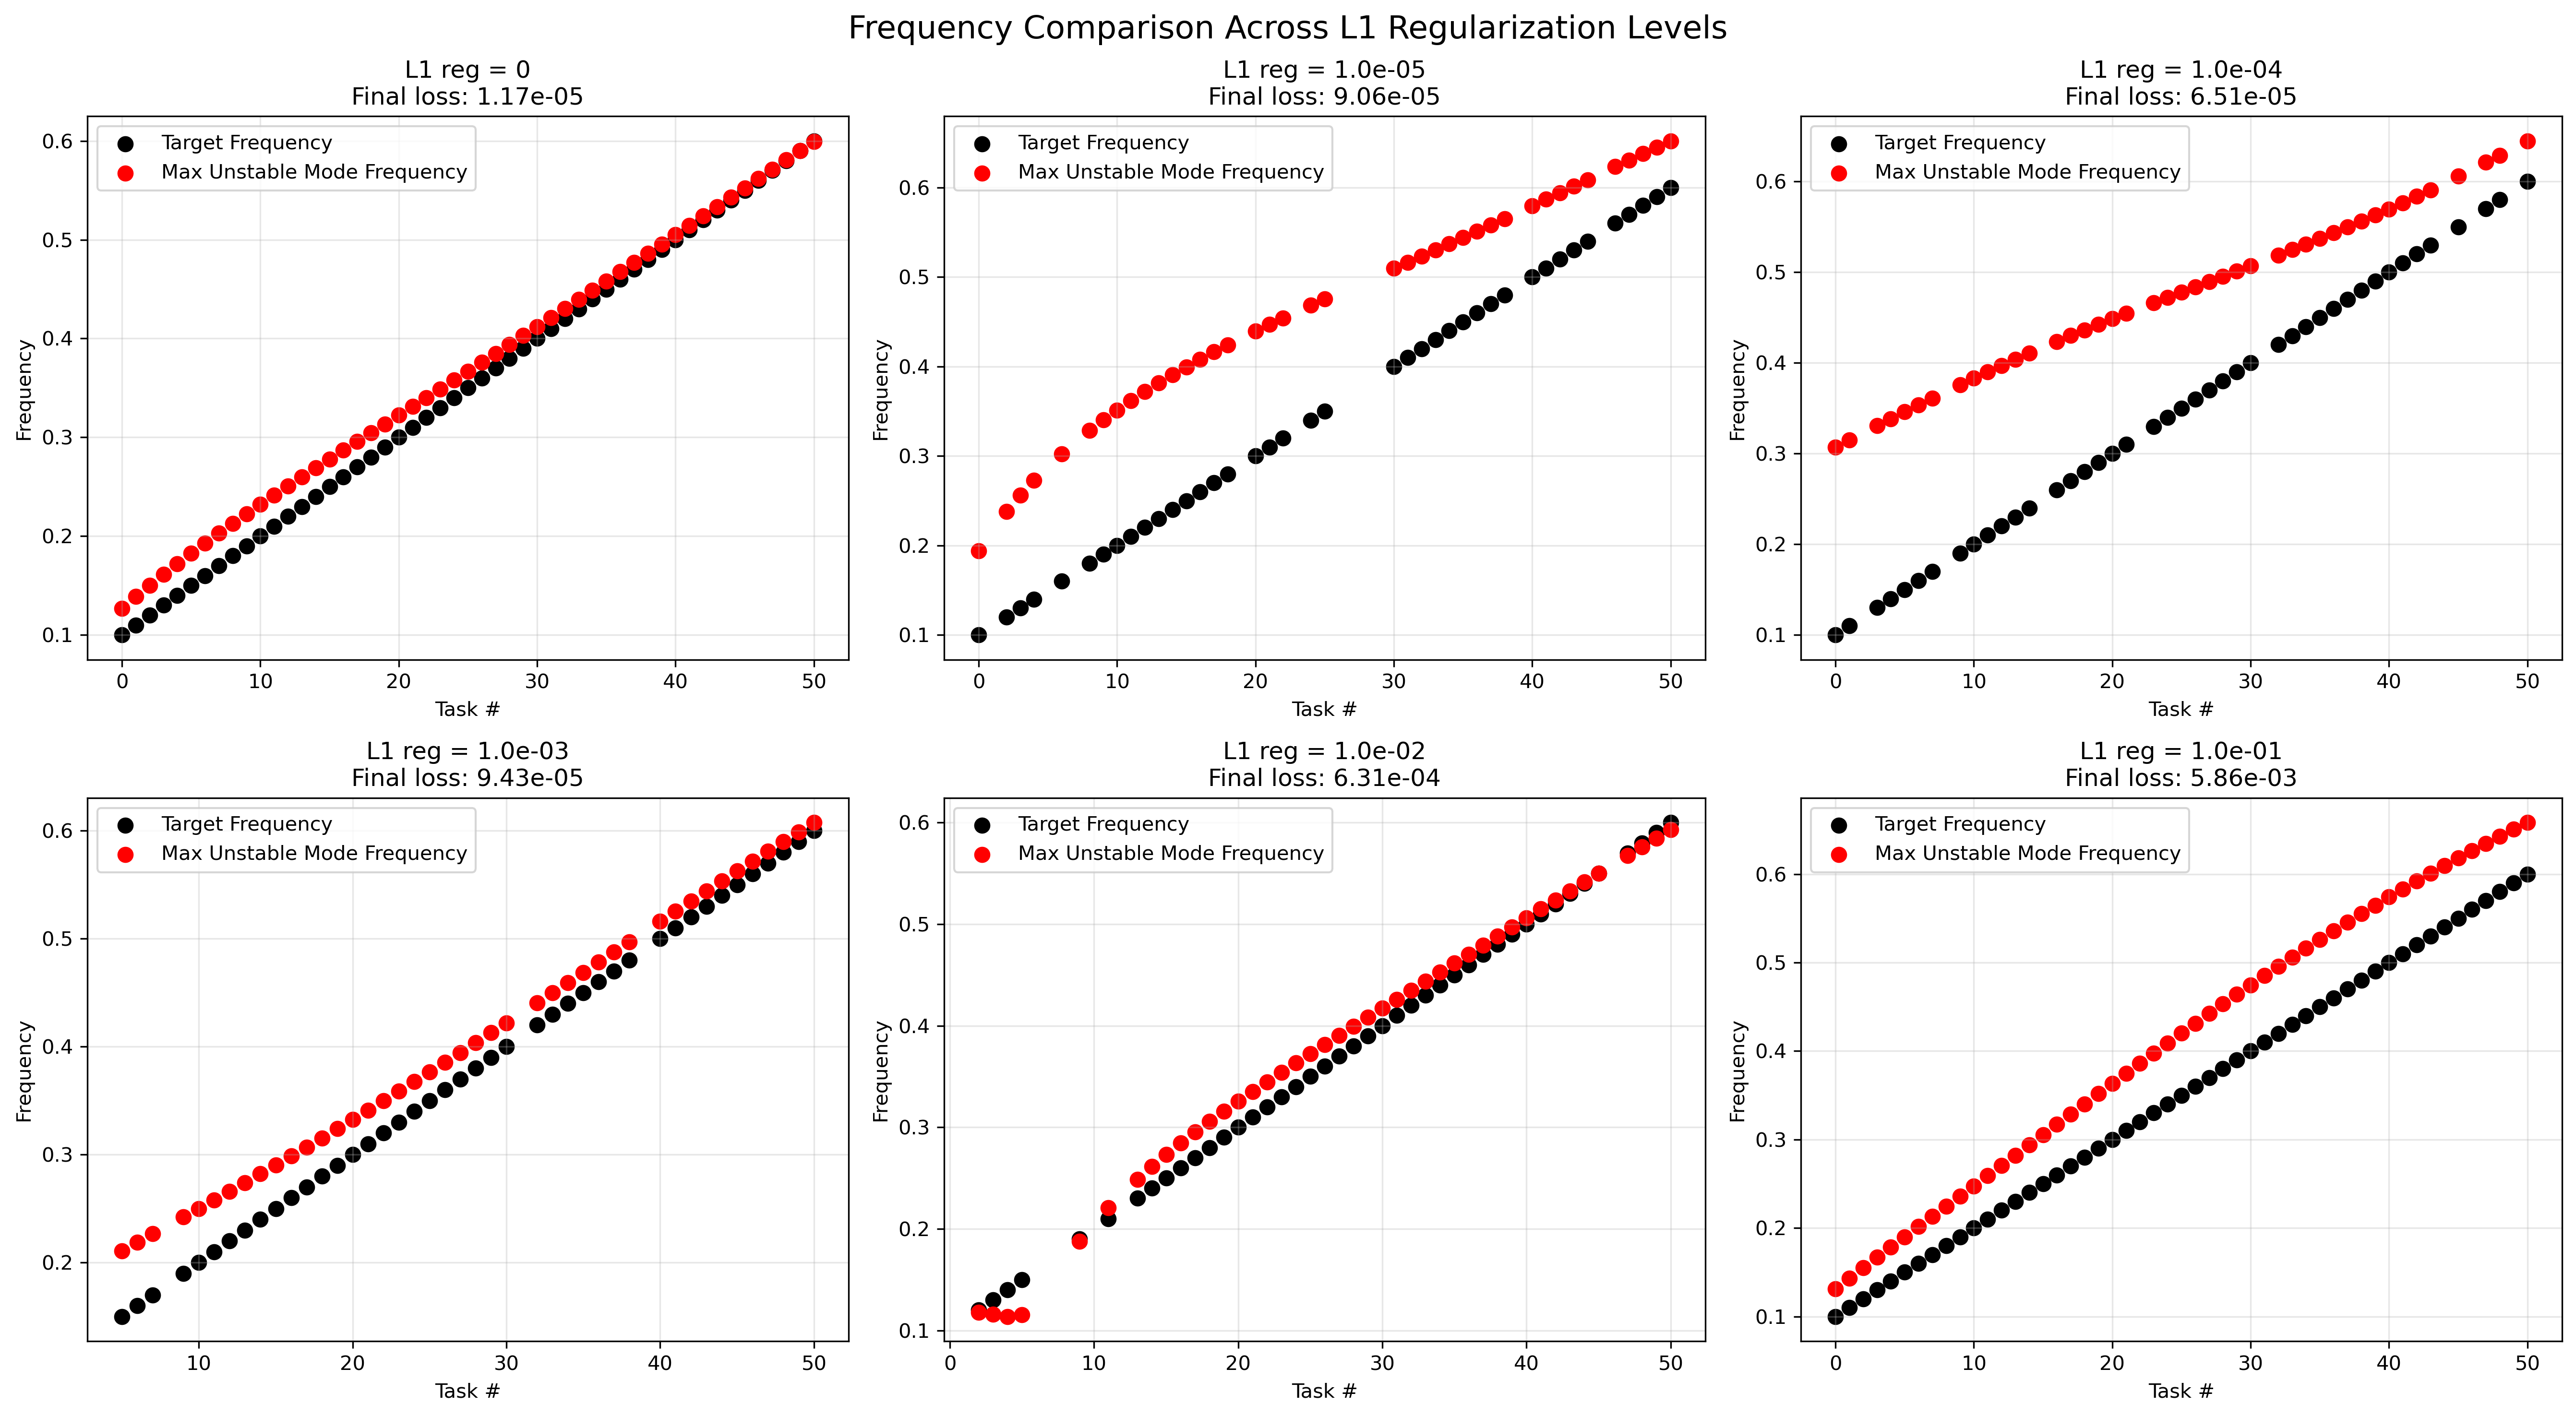 Frequency Comparison Across L1 Regularization Levels
L1 reg = 0
Final loss: 1.17e-05
Target Frequency
Max Unstable Mode Frequency
Frequency
0.6
0.5
0.4
0.3
0.2
0.1
0 10 20 30 40 50
Task #
L1 reg = 1.0e-05
Final loss: 9.06e-05
Target Frequency
Max Unstable Mode Frequency
Frequency
0.6
0.5
0.4
0.3
0.2
0.1
0 10 20 30 40 50
Task #
L1 reg = 1.0e-04
Final loss: 6.51e-05
Target Frequency
Max Unstable Mode Frequency
Frequency
0.6
0.5
0.4
0.3
0.2
0.1
0 10 20 30 40 50
Task #
L1 reg = 1.0e-03
Final loss: 9.43e-05
Target Frequency
Max Unstable Mode Frequency
Frequency
0.6
0.5
0.4
0.3
0.2
10 20 30 40 50
Task #
L1 reg = 1.0e-02
Final loss: 6.31e-04
Target Frequency
Max Unstable Mode Frequency
Frequency
0.6
0.5
0.4
0.3
0.2
0.1
0 10 20 30 40 50
Task #
L1 reg = 1.0e-01
Final loss: 5.86e-03
Target Frequency
Max Unstable Mode Frequency
Frequency
0.6
0.5
0.4
0.3
0.2
0.1
0 10 20 30 40 50
Task #